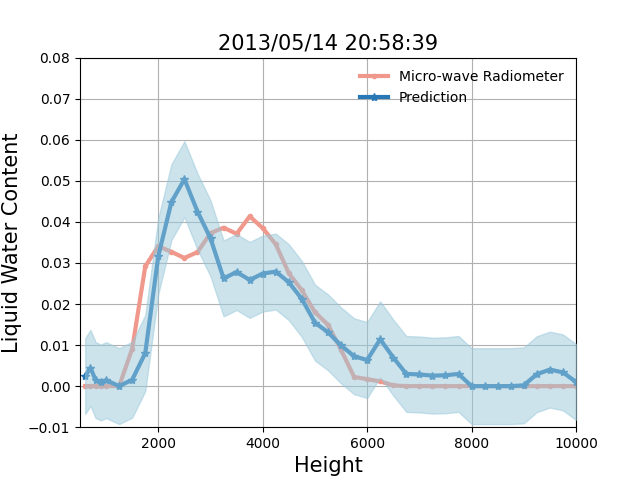 2013/05/14 20:58:39
0.08
0.07
0.06
0.05
0.04
0.03
0.02
0.01
0.00
−0.01
Liquid Water Content
Micro-wave Radiometer
Prediction
2000 4000 6000 8000 10000
Height